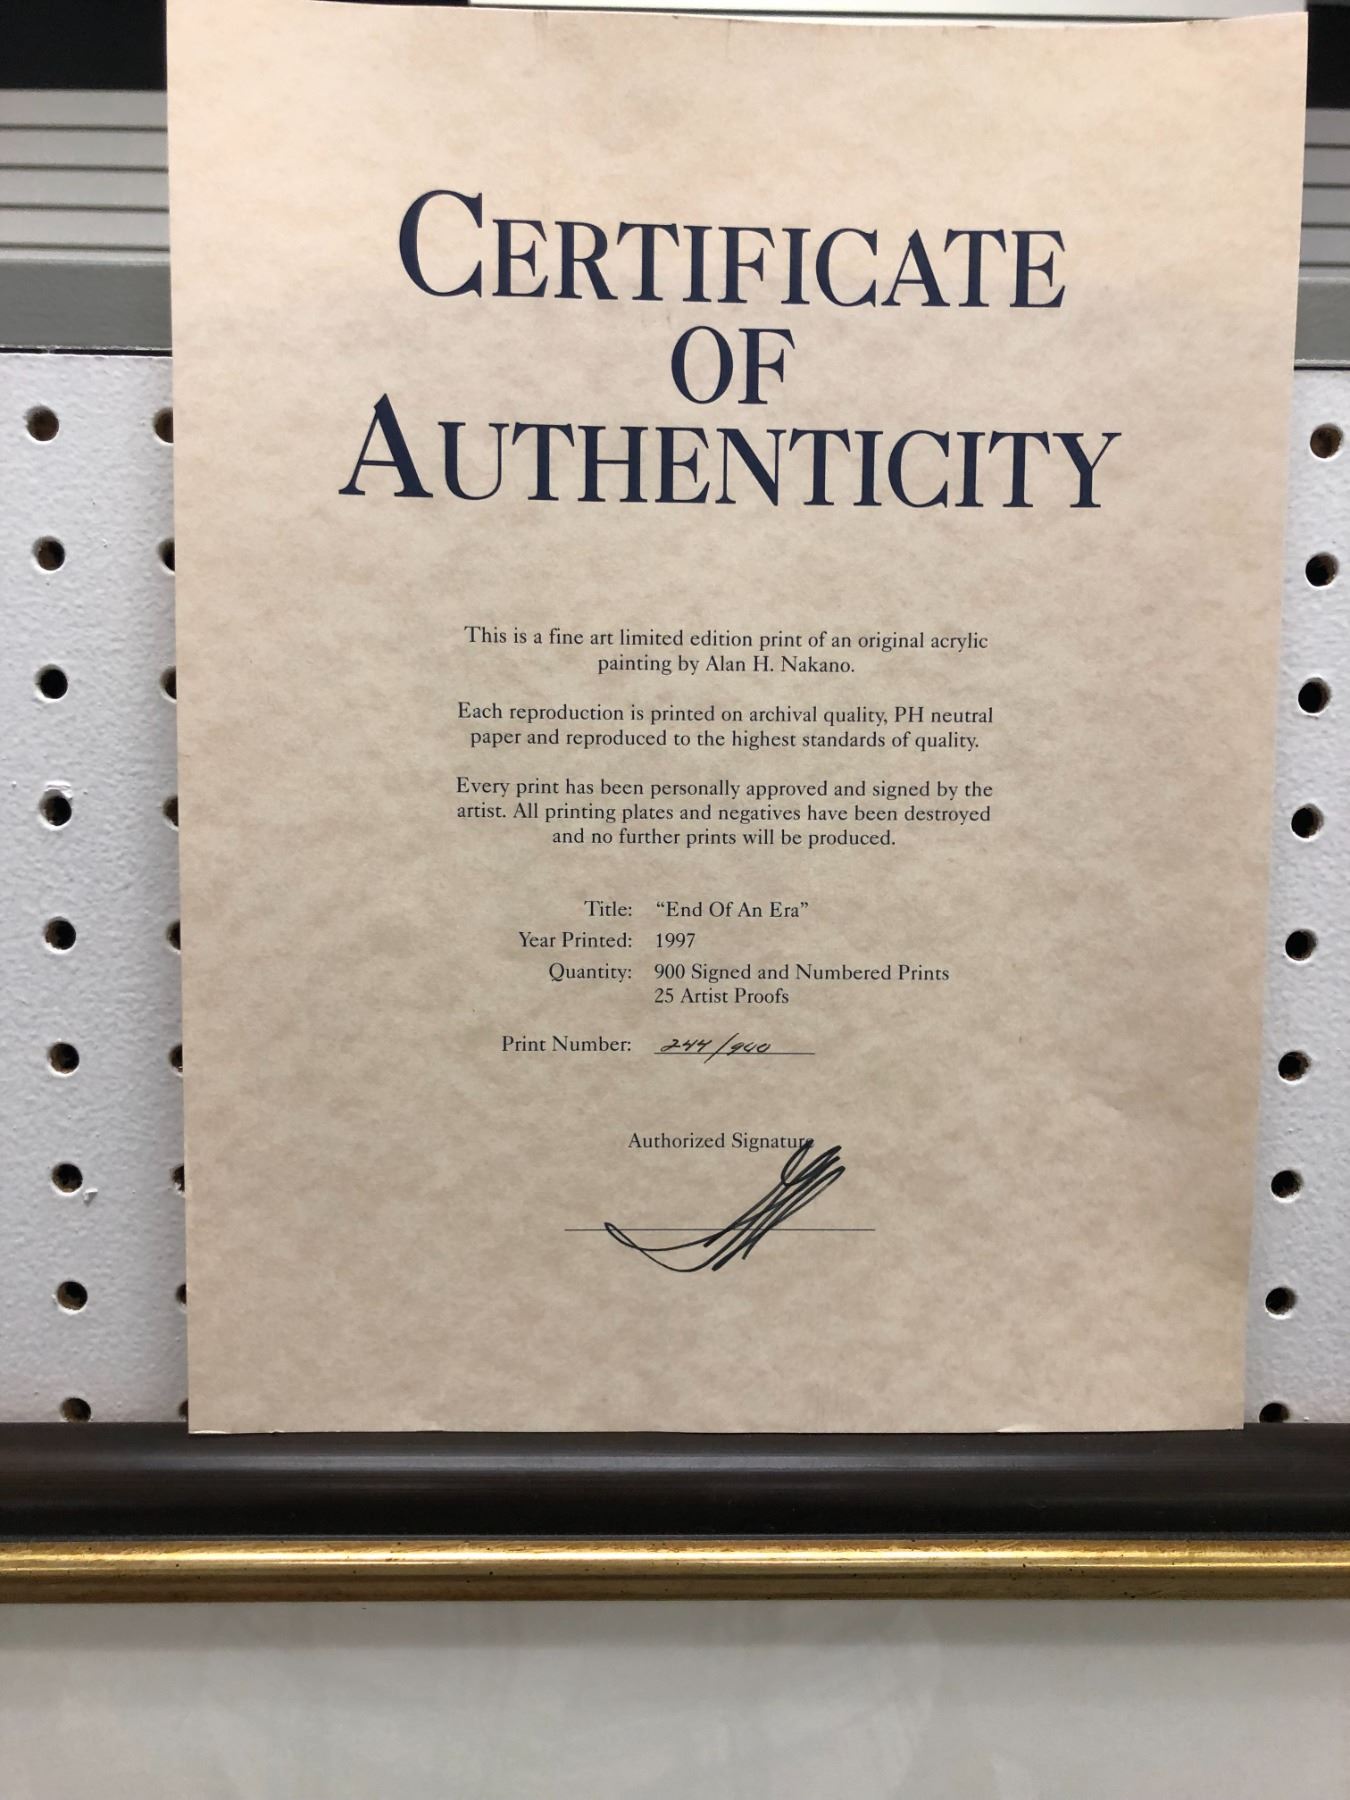 CERTIFICATE
OF
AUTHENTICITY
This is a fine art limited edition print of an original acrylic
painting by Alan H. Nakano.
Each reproduction is printed on archival quality, PH neutral
paper and reproduced to the highest standards of quality.
Every print has been personally approved and signed by the
artist. All printing plates and negatives have been destroyed
and no further prints will be produced.
Title: “End Of An Era”
Year Printed: 1997
Quantity: 900 Signed and Numbered Prints
25 Artist Proofs
Print Number: 244/900
Authorized Signature